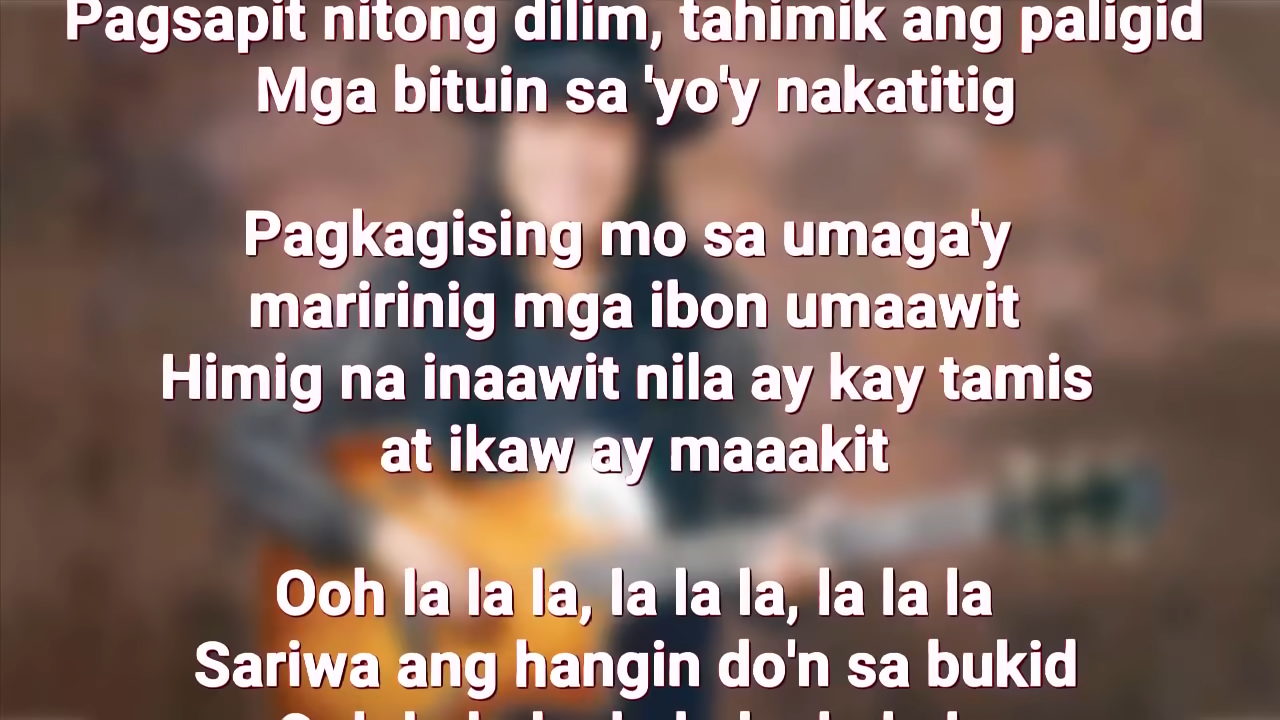 Pagsapit nitong dilim, tahimik ang paligid
Mga bituin sa 'yo'y nakatitig
Pagkagising mo sa umaga'y
maririnig mga ibon umaawit
Himig na inaawit nila ay kay tamis
at ikaw ay maaakit
Ooh la la la, la la la, la la la
Sariwa ang hangin do'n sa bukid